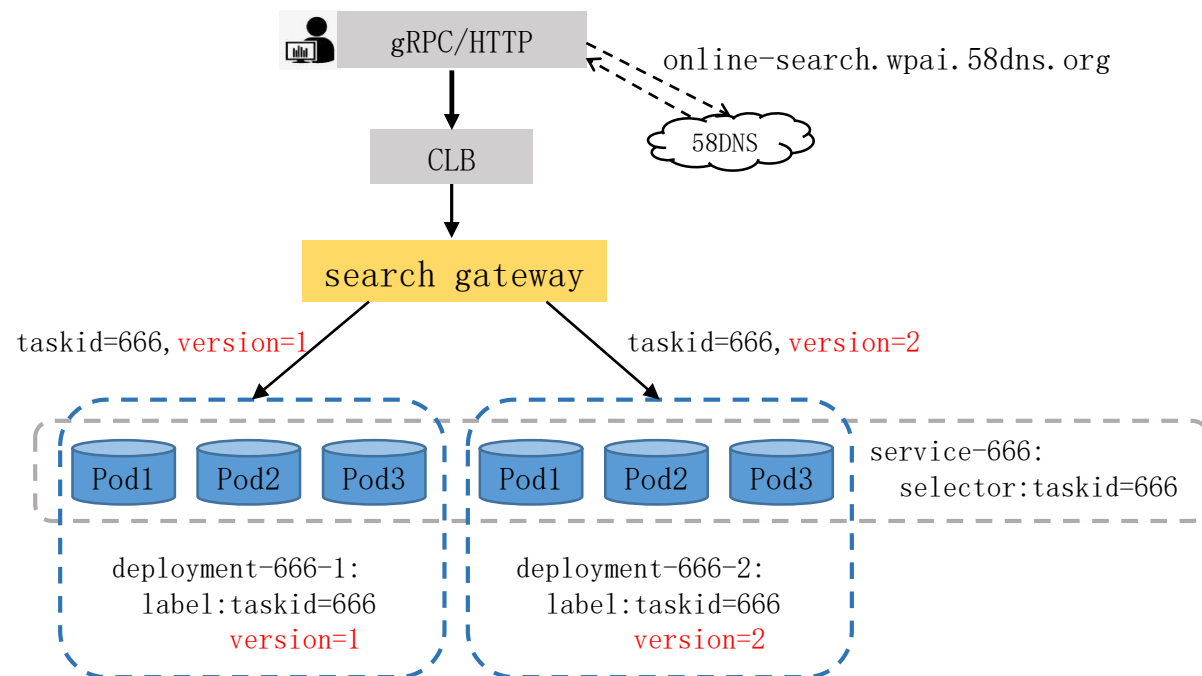 gRPC/HTTP
online-search.wpai.58dns.org
58DNS
CLB
search gateway
taskid=666,version=1
taskid=666,version=2
Pod1
Pod2
Pod3
Pod1
Pod2
Pod3
service-666:
selector:taskid=666
deployment-666-1:
label:taskid=666
version=1
deployment-666-2:
label:taskid=666
version=2